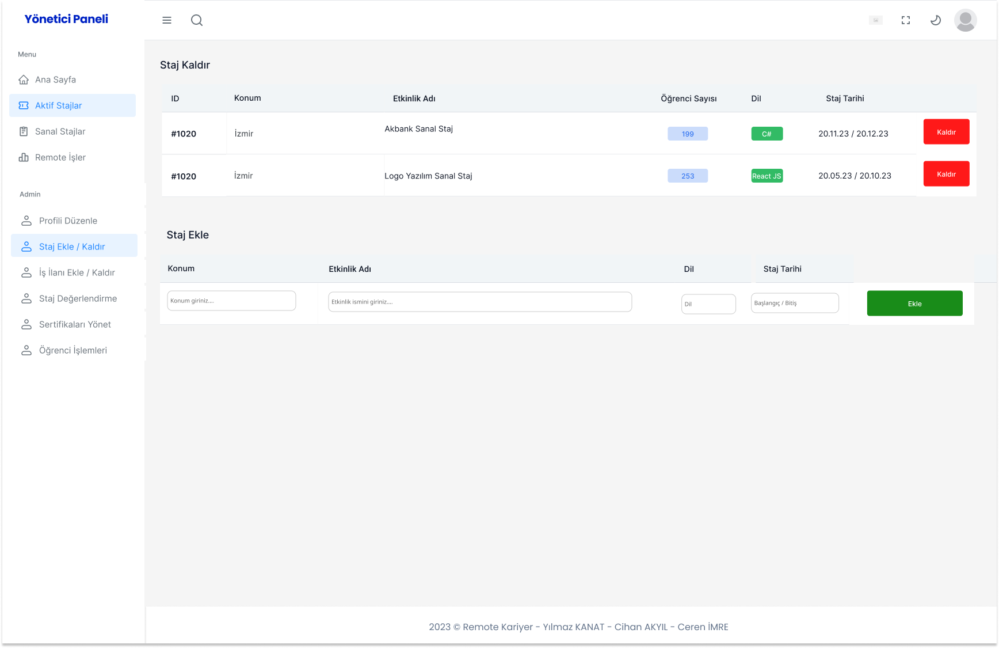 Yönetici Paneli
Menu
Ana Sayfa
Aktif Stajlar
Sanal Stajlar
Remote İşler
Admin
Profili Düzenle
Staj Ekle / Kaldır
İş İlanı Ekle / Kaldır
Staj Değerlendirme
Sertifikaları Yönet
Öğrenci İşlemleri
Staj Kaldır
ID Konum Etkinlik Adı Öğrenci Sayısı Dil Staj Tarihi
#1020 İzmir Akbank Sanal Staj 199 C# 20.11.23 / 20.12.23 Kaldır
#1020 İzmir Logo Yazılım Sanal Staj 253 React JS 20.05.23 / 20.10.23 Kaldır
Staj Ekle
Konum Etkinlik Adı Dil Staj Tarihi
Konum giriniz.... Etkinlik ismini giriniz.... Dil Başlangıç / Bitiş Ekle
2023 © Remote Kariyer - Yılmaz KANAT - Cihan AKYIL - Ceren İMRE